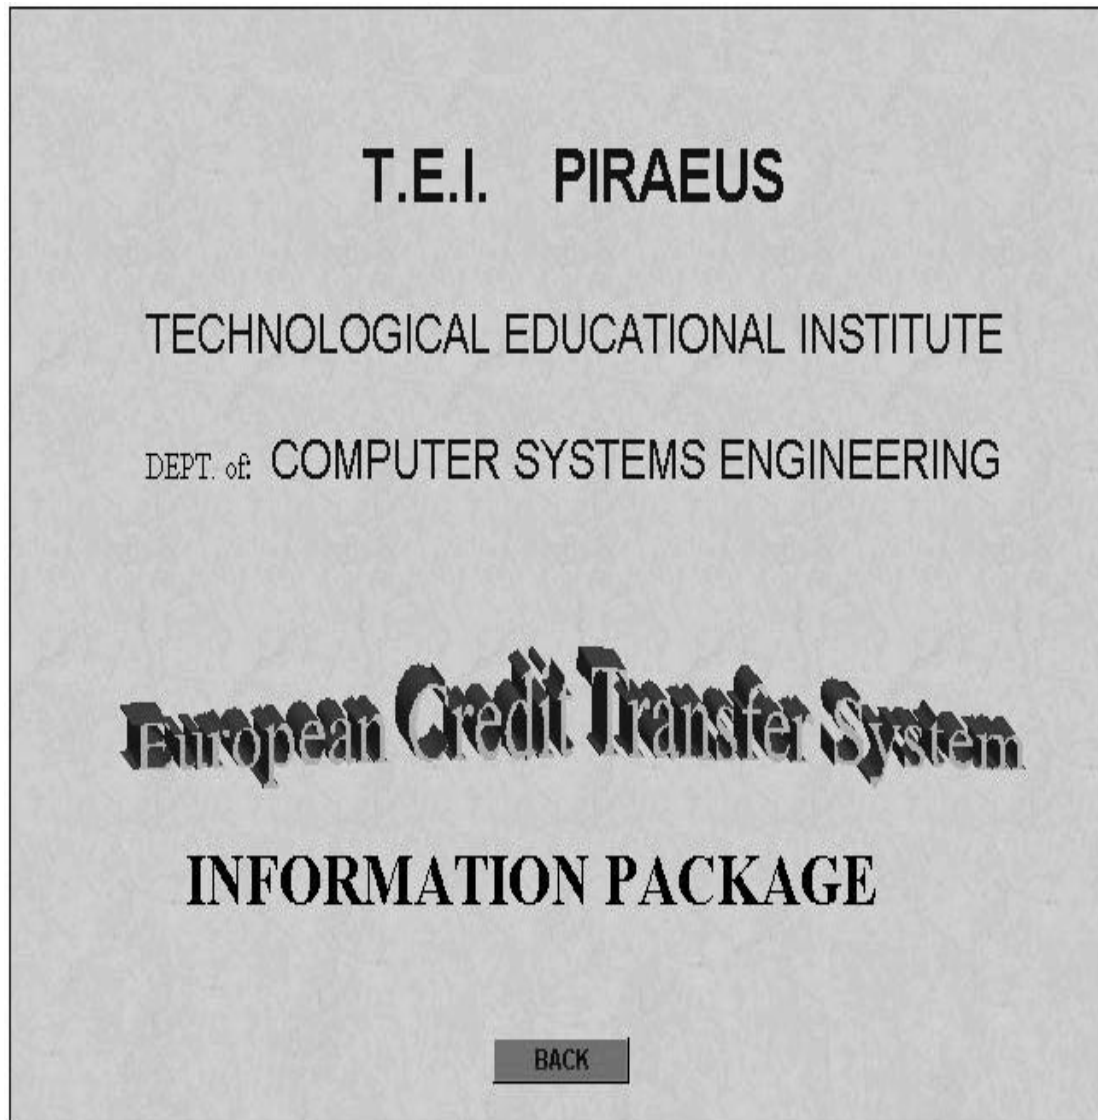 T.E.I. PIRAEUS
TECHNOLOGICAL EDUCATIONAL INSTITUTE
DEPT. of: COMPUTER SYSTEMS ENGINEERING
European Credit Transfer System
INFORMATION PACKAGE
BACK